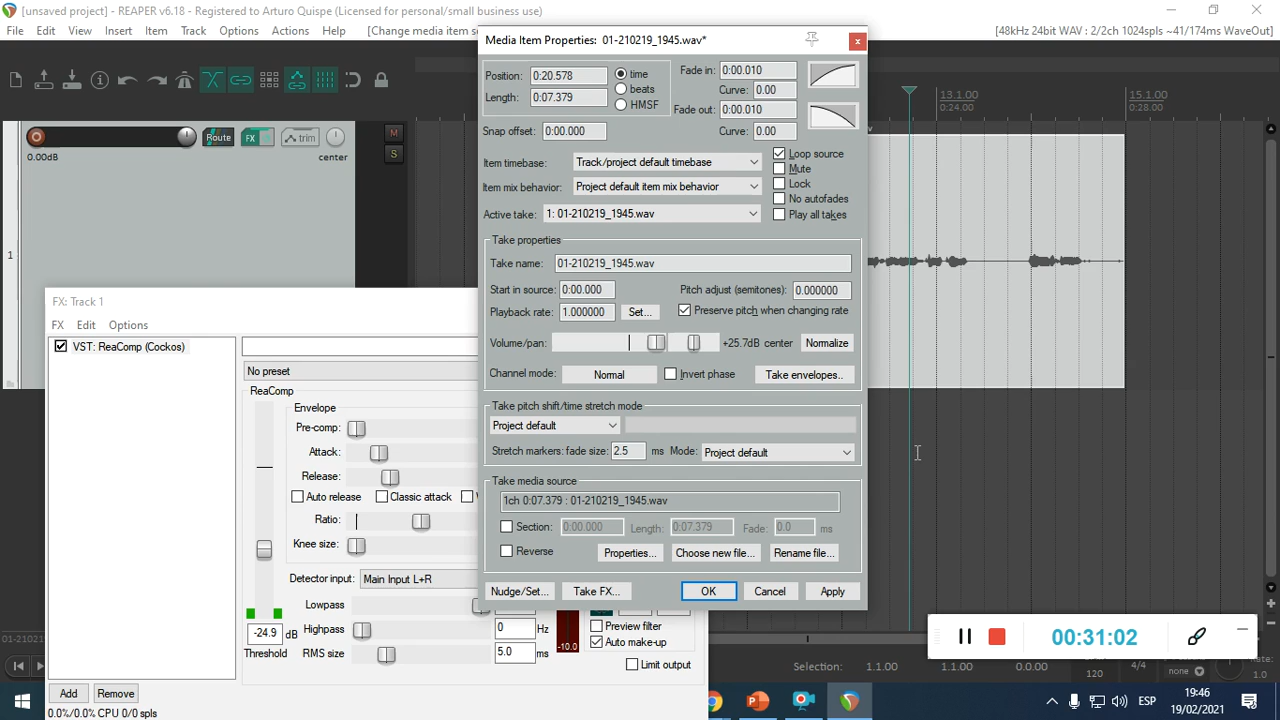 [unsaved project] - REAPER v6.18 - Registered to Arturo Quispe (Licensed for personal/small business use)
File Edit View Insert Item Track Options Actions Help [Change media item s
[48kHz 24bit WAV : 2/2ch 1024spls ~41/174ms WaveOut]
Media Item Properties: 01-210219_1945.wav*
Position: 0:20.578
time
Length: 0:07.379
beats
HMSF
Snap offset: 0:00.000
Fade in: 0:00.010
Curve: 0.00
Fade out: 0:00.010
Curve: 0.00
Item timebase: Track/project default timebase
Item mix behavior: Project default item mix behavior
Active take: 1: 01-210219_1945.wav
Loop source
Mute
Lock
No autofades
Play all takes
Take properties
Take name: 01-210219_1945.wav
Start in source: 0:00.000 Pitch adjust (semitones): 0.000000
Playback rate: 1.000000 Set... Preserve pitch when changing rate
Volume/pan: +25.7dB center Normalize
Channel mode: Normal Invert phase Take envelopes..
Take pitch shift/time stretch mode
Project default
Stretch markers: fade size: 2.5 ms Mode: Project default
Take media source
1ch 0:07.379 : 01-210219_1945.wav
Section: 0:00.000 Length: 0:07.379 Fade: 0.0 ms
Reverse Properties... Choose new file... Rename file...
Nudge/Set... Take FX... OK Cancel Apply
13.1.00
0:24.00
15.1.00
0:28.00
Route FX trim M
0.00dB center S
1
FX: Track 1
FX Edit Options
VST: ReaComp (Cockos)
No preset
ReaComp
Envelope
Pre-comp:
Attack:
Release:
Auto release Classic attack
Ratio:
Knee size:
Detector input: Main Input L+R
Lowpass
Highpass 0 Hz
RMS size 5.0 ms
-24.9 dB
Threshold
-10.0
Preview filter
Auto make-up
Limit output
Add Remove
0.0%/0.0% CPU 0/0 spls
00:31:02
Selection: 1.1.00 1.1.00 0.0.00 4/4
120
none
Rate:
1.0
ESP
19:46
19/02/2021